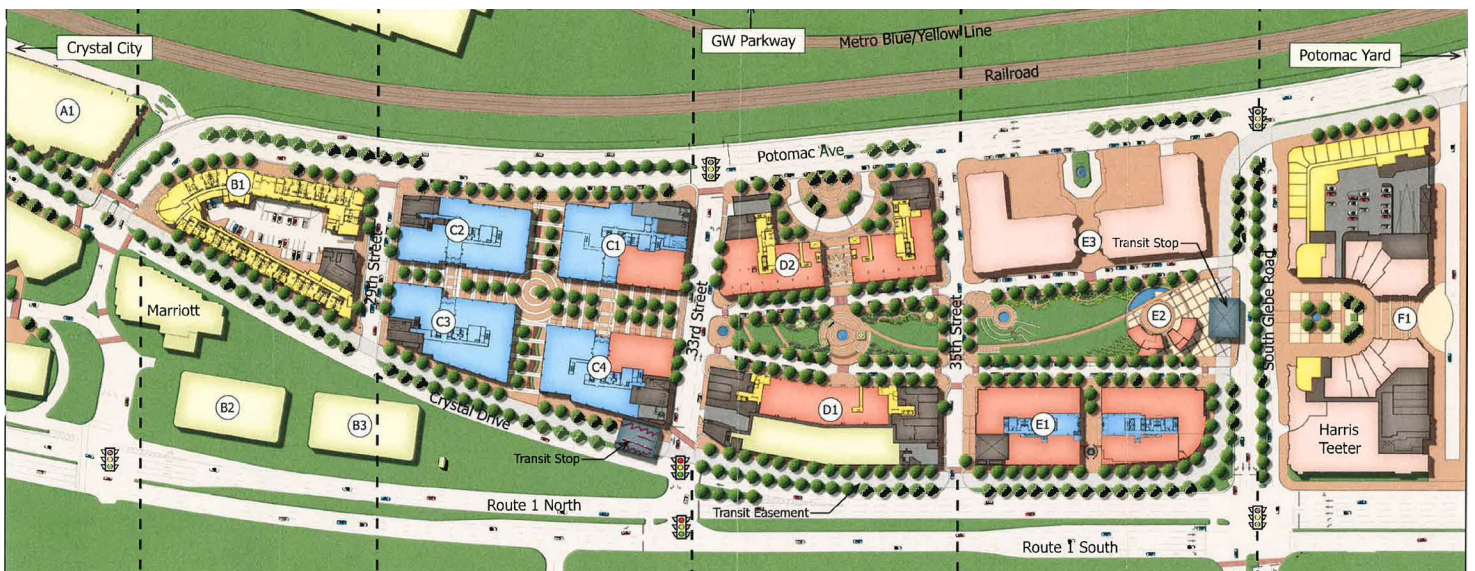 Crystal City
GW Parkway
Metro Blue/Yellow Line
Railroad
Potomac Yard
A1
Potomac Ave
B1
29th Street
C2
C1
D2
E3
Transit Stop
South Glebe Road
Marriott
C3
33rd Street
35th Street
E2
F1
C4
B2
B3
Crystal Drive
D1
E1
Harris
Teeter
Transit Stop
Route 1 North
Transit Easement
Route 1 South